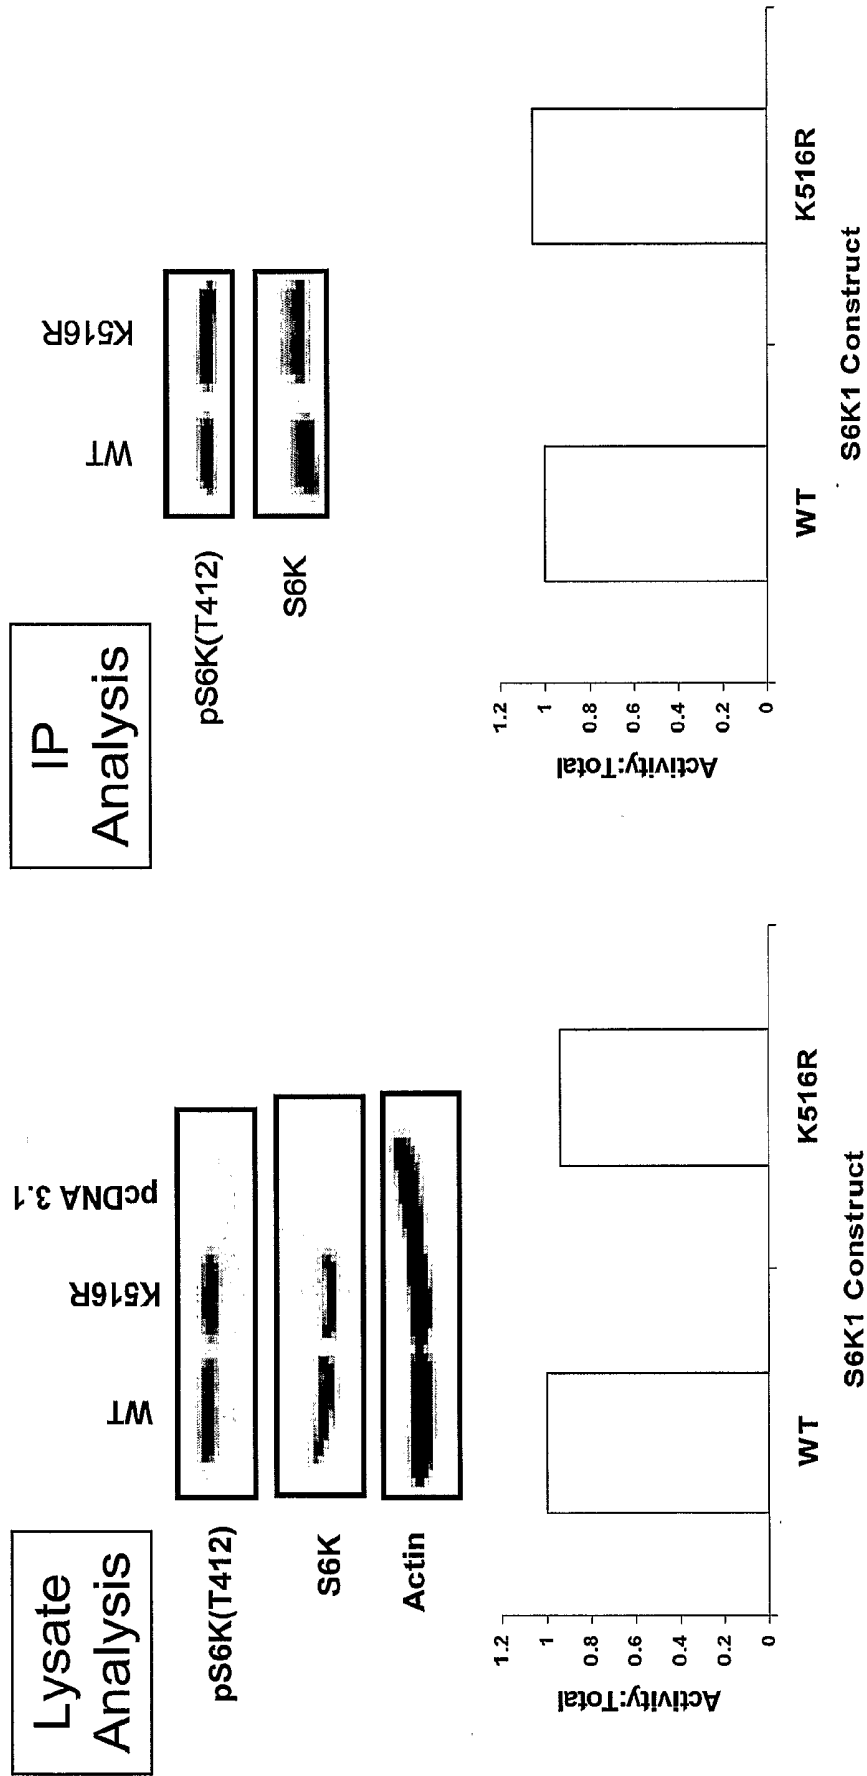 Lysate
Analysis
WT
K516R
pcDNA 3.1
pS6K(T412)
S6K
Actin
Activity:Total
1.2
1
0.8
0.6
0.4
0.2
0
WT
K516R
S6K1 Construct
IP
Analysis
WT
K516R
pS6K(T412)
S6K
Activity:Total
1.2
1
0.8
0.6
0.4
0.2
0
WT
K516R
S6K1 Construct